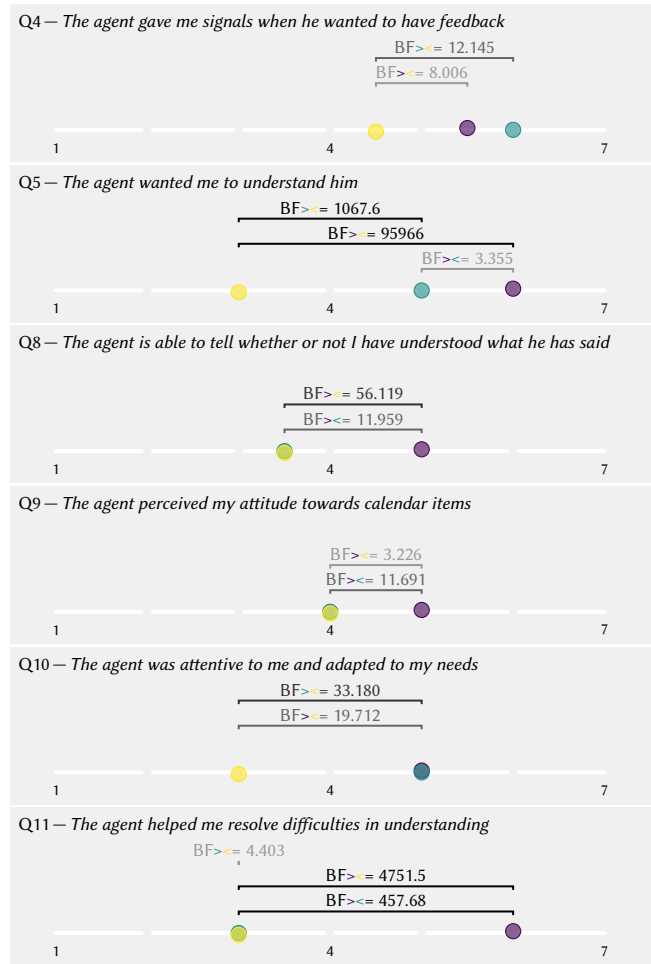 Q4 — The agent gave me signals when he wanted to have feedback
BF><= 12.145
BF><= 8.006
1 4 7
Q5 — The agent wanted me to understand him
BF><= 1067.6
BF><= 95966
BF><= 3.355
1 4 7
Q8 — The agent is able to tell whether or not I have understood what he has said
BF><= 56.119
BF><= 11.959
1 4 7
Q9 — The agent perceived my attitude towards calendar items
BF><= 3.226
BF><= 11.691
1 4 7
Q10 — The agent was attentive to me and adapted to my needs
BF><= 33.180
BF><= 19.712
1 4 7
Q11 — The agent helped me resolve difficulties in understanding
BF><= 4.403
BF><= 4751.5
BF><= 457.68
1 4 7